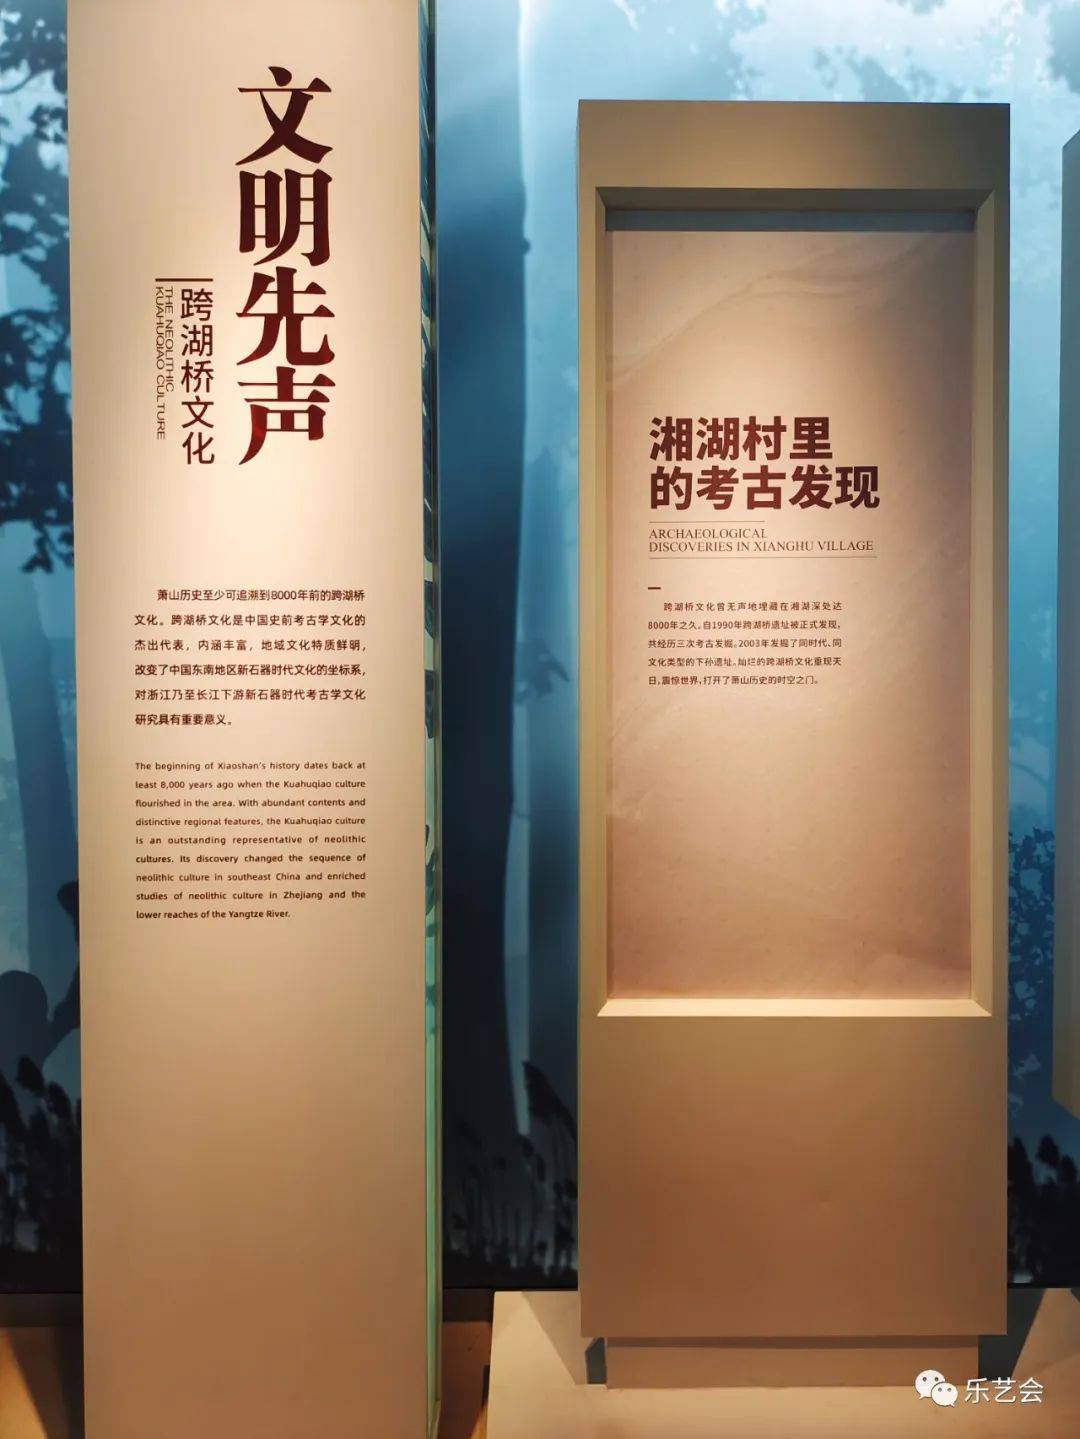 文明先声
跨湖桥文化
THE NEOLITHIC
KUAHUQIAO CULTURE
萧山历史至少可追溯到8000年前的跨湖桥
文化。跨湖桥文化是中国史前考古学文化的
杰出代表，内涵丰富，地域文化特质鲜明，
改变了中国东南地区新石器时代文化的坐标系，
对浙江乃至长江下游新石器时代考古学文化
研究具有重要意义。
The beginning of Xiaoshan's history dates back at
least 8,000 years ago when the Kuahuqiao culture
flourished in the area. With abundant contents and
distinctive regional features, the Kuahuqiao culture
is an outstanding representative of neolithic
cultures. Its discovery changed the sequence of
neolithic culture in southeast China and enriched
studies of neolithic culture in Zhejiang and the
lower reaches of the Yangtze River.
湘湖村里
的考古发现
ARCHAEOLOGICAL
DISCOVERIES IN XIANGHU VILLAGE
跨湖桥文化曾无声地埋藏在湘湖深处达
8000年之久。自1990年跨湖桥遗址被正式发现，
共经历三次考古发掘。2003年发掘了同时代、同
文化类型的下孙遗址。灿烂的跨湖桥文化重现天
日，震惊世界，打开了萧山历史的时空之门。
乐艺会